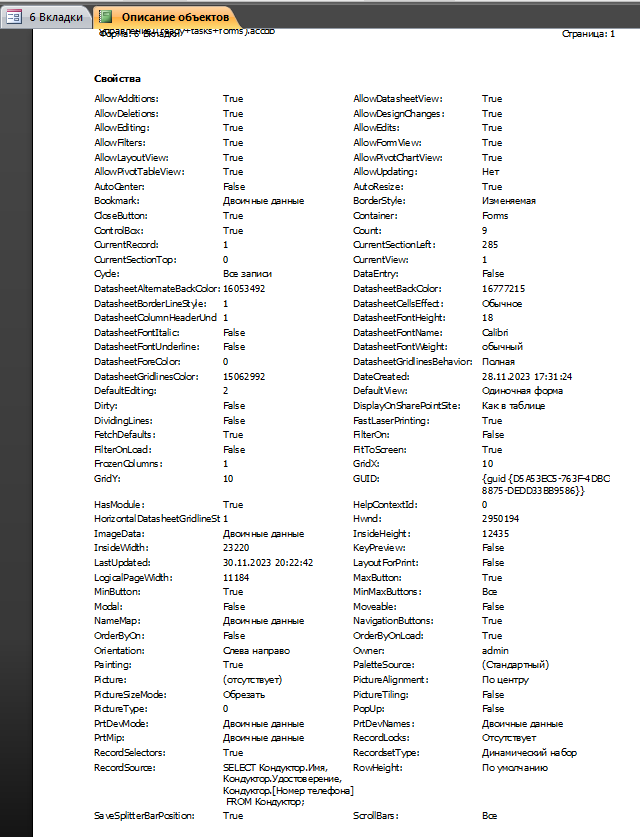 6 Вкладки Описание объектов
Форма: 6 Вкладки Страница: 1
Свойства
AllowAdditions: True AllowDatasheetView: True
AllowDeletions: True AllowDesignChanges: True
AllowEditing: True AllowEdits: True
AllowFilters: True AllowFormView: True
AllowLayoutView: True AllowPivotChartView: True
AllowPivotTableView: True AllowUpdating: Нет
AutoCenter: False AutoResize: True
Bookmark: Двоичные данные BorderStyle: Изменяемая
CloseButton: True Container: Forms
ControlBox: True Count: 9
CurrentRecord: 1 CurrentSectionLeft: 285
CurrentSectionTop: 0 CurrentView: 1
Cycle: Все записи DataEntry: False
DatasheetAlternateBackColor: 16053492 DatasheetBackColor: 16777215
DatasheetBorderLineStyle: 1 DatasheetCellsEffect: Обычное
DatasheetColumnHeaderUnd 1 DatasheetFontHeight: 18
DatasheetFontItalic: False DatasheetFontName: Calibri
DatasheetFontUnderline: False DatasheetFontWeight: обычный
DatasheetForeColor: 0 DatasheetGridlinesBehavior: Полная
DatasheetGridlinesColor: 15062992 DateCreated: 28.11.2023 17:31:24
DefaultEditing: 2 DefaultView: Одиночная форма
Dirty: False DisplayOnSharePointSite: Как в таблице
DividingLines: False FastLaserPrinting: True
FetchDefaults: True FilterOn: False
FilterOnLoad: False FitToScreen: True
FrozenColumns: 1 GridX: 10
GridY: 10 GUID: {guid {D5A53EC5-763F-4DBC
8875-DEDD33BB9586}}
HasModule: True HelpContextId: 0
HorizontalDatasheetGridlineSt 1 Hwnd: 2950194
ImageData: Двоичные данные InsideHeight: 12435
InsideWidth: 23220 KeyPreview: False
LastUpdated: 30.11.2023 20:22:42 LayoutForPrint: False
LogicalPageWidth: 11184 MaxButton: True
MinButton: True MinMaxButtons: Все
Modal: False Moveable: False
NameMap: Двоичные данные NavigationButtons: True
OrderByOn: False OrderByOnLoad: True
Orientation: Слева направо Owner: admin
Painting: True PaletteSource: (Стандартный)
Picture: (отсутствует) PictureAlignment: По центру
PictureSizeMode: Обрезать PictureTiling: False
PictureType: 0 PopUp: False
PrtDevMode: Двоичные данные PrtDevNames: Двоичные данные
PrtMip: Двоичные данные RecordLocks: Отсутствует
RecordSelectors: True RecordsetType: Динамический набор
RecordSource: SELECT Кондуктор.Имя, RowHeight: По умолчанию
Кондуктор.Удостоверение,
Кондуктор.[Номер телефона]
FROM Кондуктор;
SaveSplitterBarPosition: True ScrollBars: Все